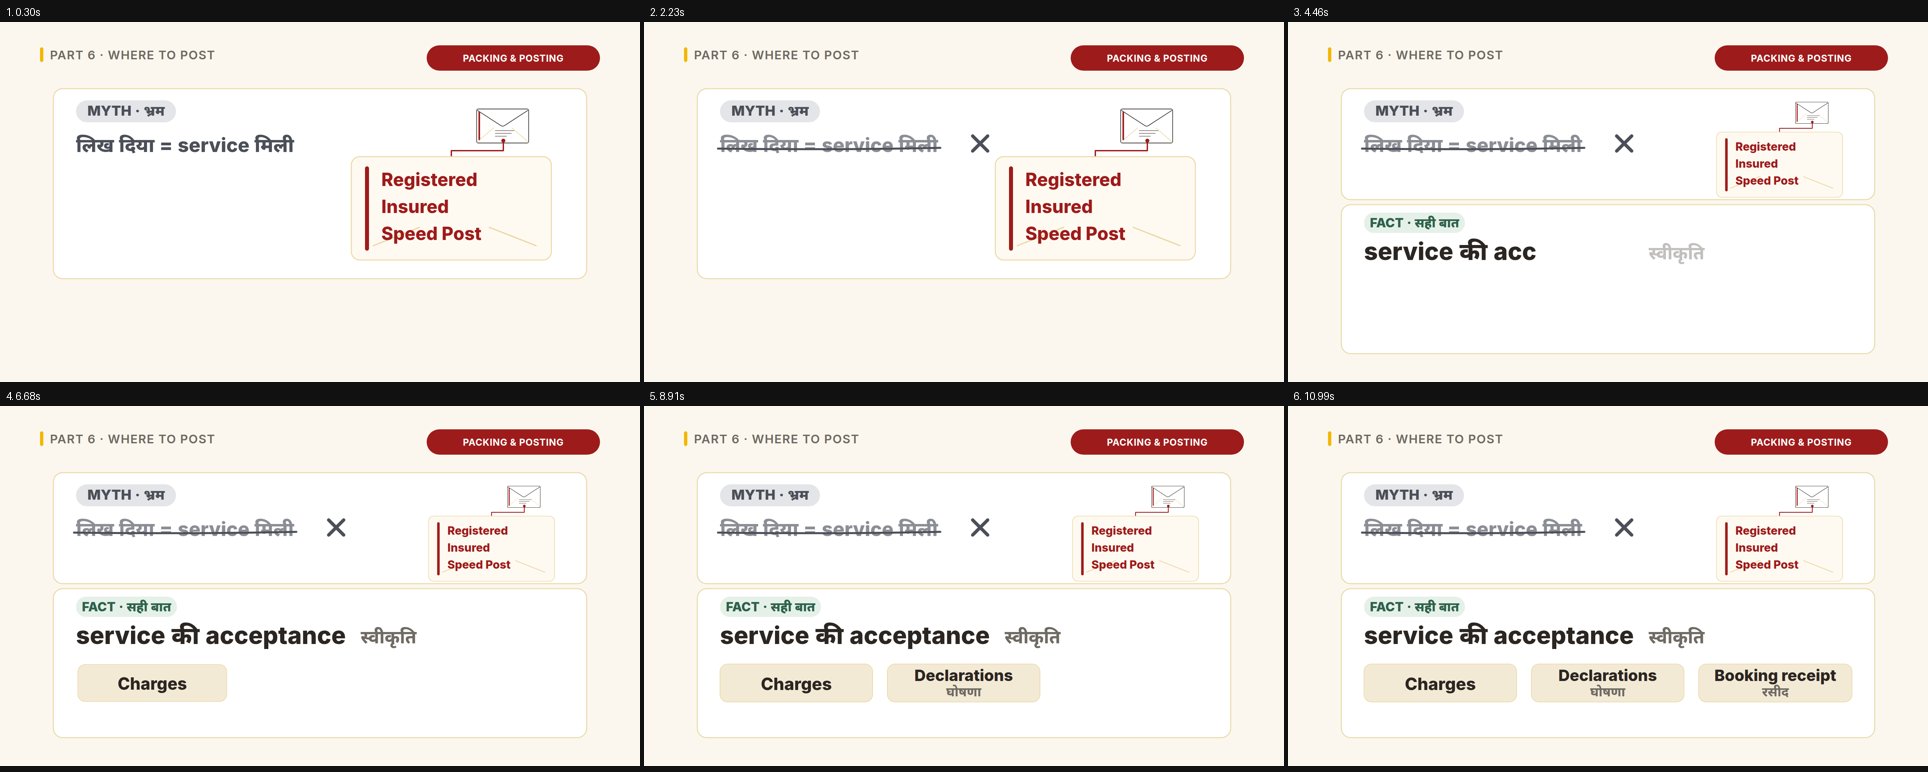 1. 0.30s
PART 6 · WHERE TO POST
PACKING & POSTING
MYTH · भ्रम
लिख दिया = service मिली
Registered
Insured
Speed Post
2. 2.23s
PART 6 · WHERE TO POST
PACKING & POSTING
MYTH · भ्रम
लिख दिया = service मिली
Registered
Insured
Speed Post
3. 4.46s
PART 6 · WHERE TO POST
PACKING & POSTING
MYTH · भ्रम
लिख दिया = service मिली
Registered
Insured
Speed Post
FACT · सही बात
service की acc स्वीकृति
4. 6.68s
PART 6 · WHERE TO POST
PACKING & POSTING
MYTH · भ्रम
लिख दिया = service मिली
Registered
Insured
Speed Post
FACT · सही बात
service की acceptance स्वीकृति
Charges
5. 8.91s
PART 6 · WHERE TO POST
PACKING & POSTING
MYTH · भ्रम
लिख दिया = service मिली
Registered
Insured
Speed Post
FACT · सही बात
service की acceptance स्वीकृति
Charges
Declarations
घोषणा
6. 10.99s
PART 6 · WHERE TO POST
PACKING & POSTING
MYTH · भ्रम
लिख दिया = service मिली
Registered
Insured
Speed Post
FACT · सही बात
service की acceptance स्वीकृति
Charges
Declarations
घोषणा
Booking receipt
रसीद